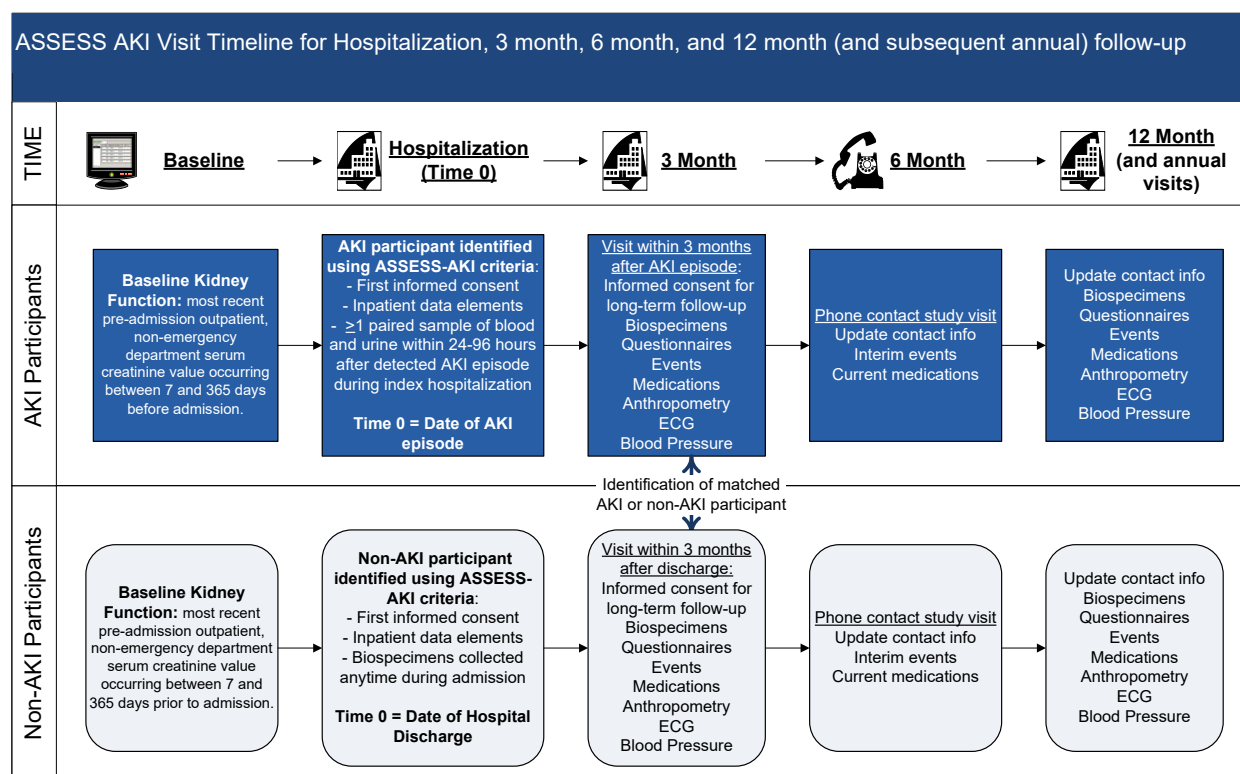 ASSESS AKI Visit Timeline for Hospitalization, 3 month, 6 month, and 12 month (and subsequent annual) follow-up
TIME
Baseline
Hospitalization
(Time 0)
3 Month
6 Month
12 Month
(and annual
visits)
AKI Participants
Baseline Kidney
Function: most recent
pre-admission outpatient,
non-emergency
department serum
creatinine value occurring
between 7 and 365 days
before admission.
AKI participant identified
using ASSESS-AKI criteria:
- First informed consent
- Inpatient data elements
- ≥1 paired sample of blood
and urine within 24-96 hours
after detected AKI episode
during index hospitalization
Time 0 = Date of AKI
episode
Visit within 3 months
after AKI episode:
Informed consent for
long-term follow-up
Biospecimens
Questionnaires
Events
Medications
Anthropometry
ECG
Blood Pressure
Phone contact study visit
Update contact info
Interim events
Current medications
Update contact info
Biospecimens
Questionnaires
Events
Medications
Anthropometry
ECG
Blood Pressure
Identification of matched
AKI or non-AKI participant
Non-AKI Participants
Baseline Kidney
Function: most recent
pre-admission outpatient,
non-emergency department
serum creatinine value
occurring between 7 and
365 days prior to admission.
Non-AKI participant
identified using ASSESS-
AKI criteria:
- First informed consent
- Inpatient data elements
- Biospecimens collected
anytime during admission
Time 0 = Date of Hospital
Discharge
Visit within 3 months
after discharge:
Informed consent for
long-term follow-up
Biospecimens
Questionnaires
Events
Medications
Anthropometry
ECG
Blood Pressure
Phone contact study visit
Update contact info
Interim events
Current medications
Update contact info
Biospecimens
Questionnaires
Events
Medications
Anthropometry
ECG
Blood Pressure